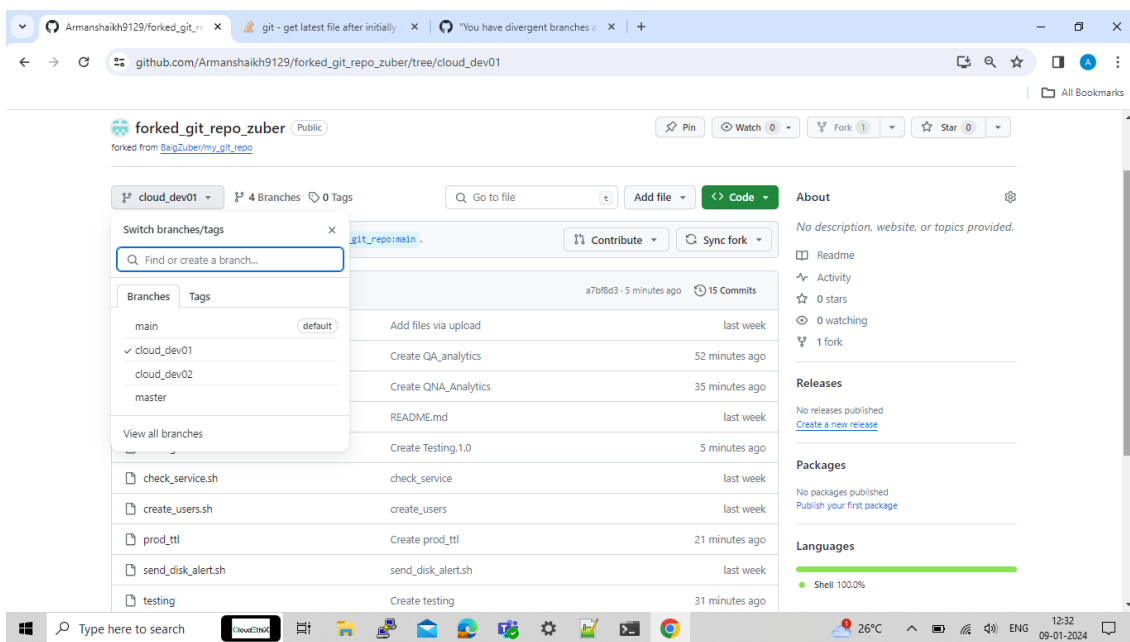 Armanshaikh9129/forked_git_re
git - get latest file after initially
"You have divergent branches a
github.com/Armanshaikh9129/forked_git_repo_zuber/tree/cloud_dev01
A
All Bookmarks
forked_git_repo_zuber Public
Pin
Watch 0
Fork 1
Star 0
forked from BaigZuber/my_git_repo
cloud_dev01
4 Branches
0 Tags
Go to file
t
Add file
Code
About
Switch branches/tags
No description, website, or topics provided.
_git_repo:main .
Contribute
Sync fork
Find or create a branch...
Readme
Activity
Branches
Tags
a7bf8d3 · 5 minutes ago
15 Commits
0 stars
main default
Add files via upload
last week
0 watching
cloud_dev01
1 fork
Create QA_analytics
52 minutes ago
cloud_dev02
Releases
Create QNA_Analytics
35 minutes ago
master
No releases published
README.md
last week
Create a new release
View all branches
Create Testing.1.0
5 minutes ago
Packages
check_service.sh
check_service
last week
No packages published
Publish your first package
create_users.sh
create_users
last week
prod_ttl
Create prod_ttl
21 minutes ago
Languages
send_disk_alert.sh
send_disk_alert.sh
last week
Shell 100.0%
testing
Create testing
31 minutes ago
Type here to search
CloudEthiX
26°C
ENG
12:32
09-01-2024